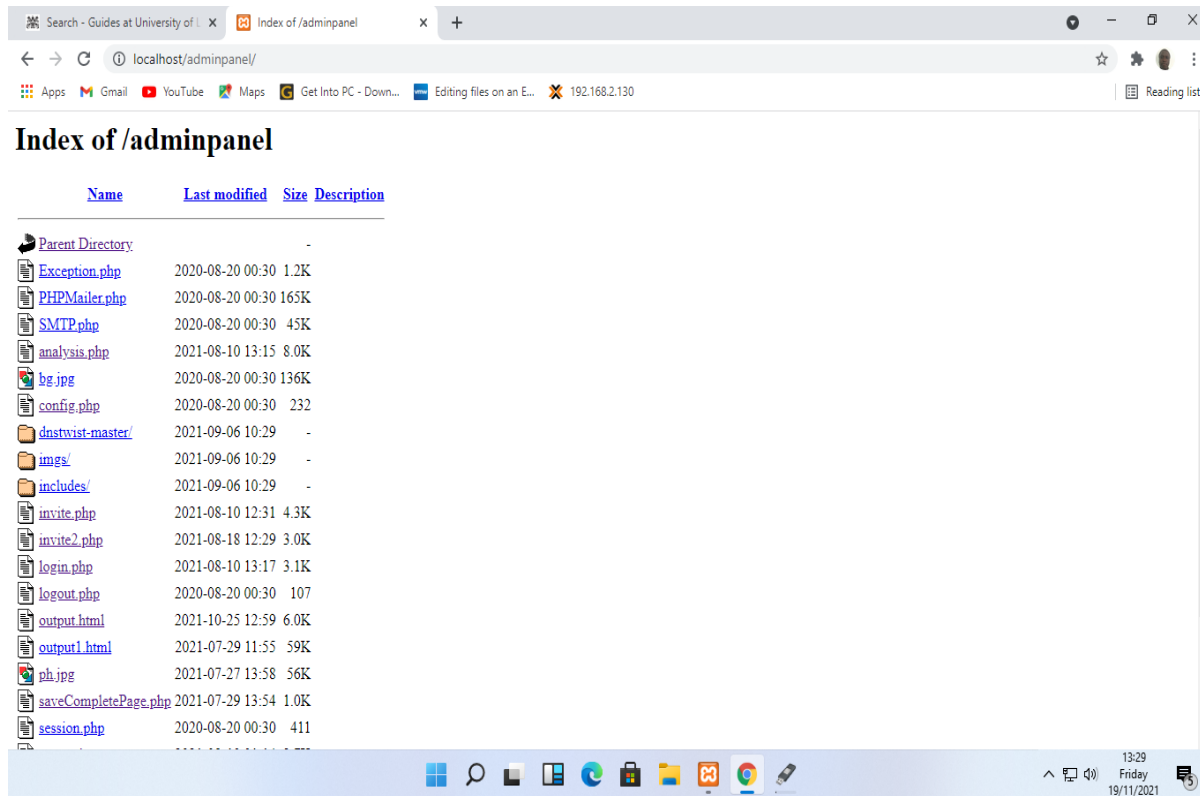 Search - Guides at University of L
Index of /adminpanel
localhost/adminpanel/
Apps Gmail YouTube Maps Get Into PC - Down... Editing files on an E... 192.168.2.130 Reading list
Index of /adminpanel
Name Last modified Size Description
Parent Directory -
Exception.php 2020-08-20 00:30 1.2K
PHPMailer.php 2020-08-20 00:30 165K
SMTP.php 2020-08-20 00:30 45K
analysis.php 2021-08-10 13:15 8.0K
bg.jpg 2020-08-20 00:30 136K
config.php 2020-08-20 00:30 232
dnstwist-master/ 2021-09-06 10:29 -
imgs/ 2021-09-06 10:29 -
includes/ 2021-09-06 10:29 -
invite.php 2021-08-10 12:31 4.3K
invite2.php 2021-08-18 12:29 3.0K
login.php 2021-08-10 13:17 3.1K
logout.php 2020-08-20 00:30 107
output.html 2021-10-25 12:59 6.0K
output1.html 2021-07-29 11:55 59K
ph.jpg 2021-07-27 13:58 56K
saveCompletePage.php 2021-07-29 13:54 1.0K
session.php 2020-08-20 00:30 411
13:29
Friday
19/11/2021
5